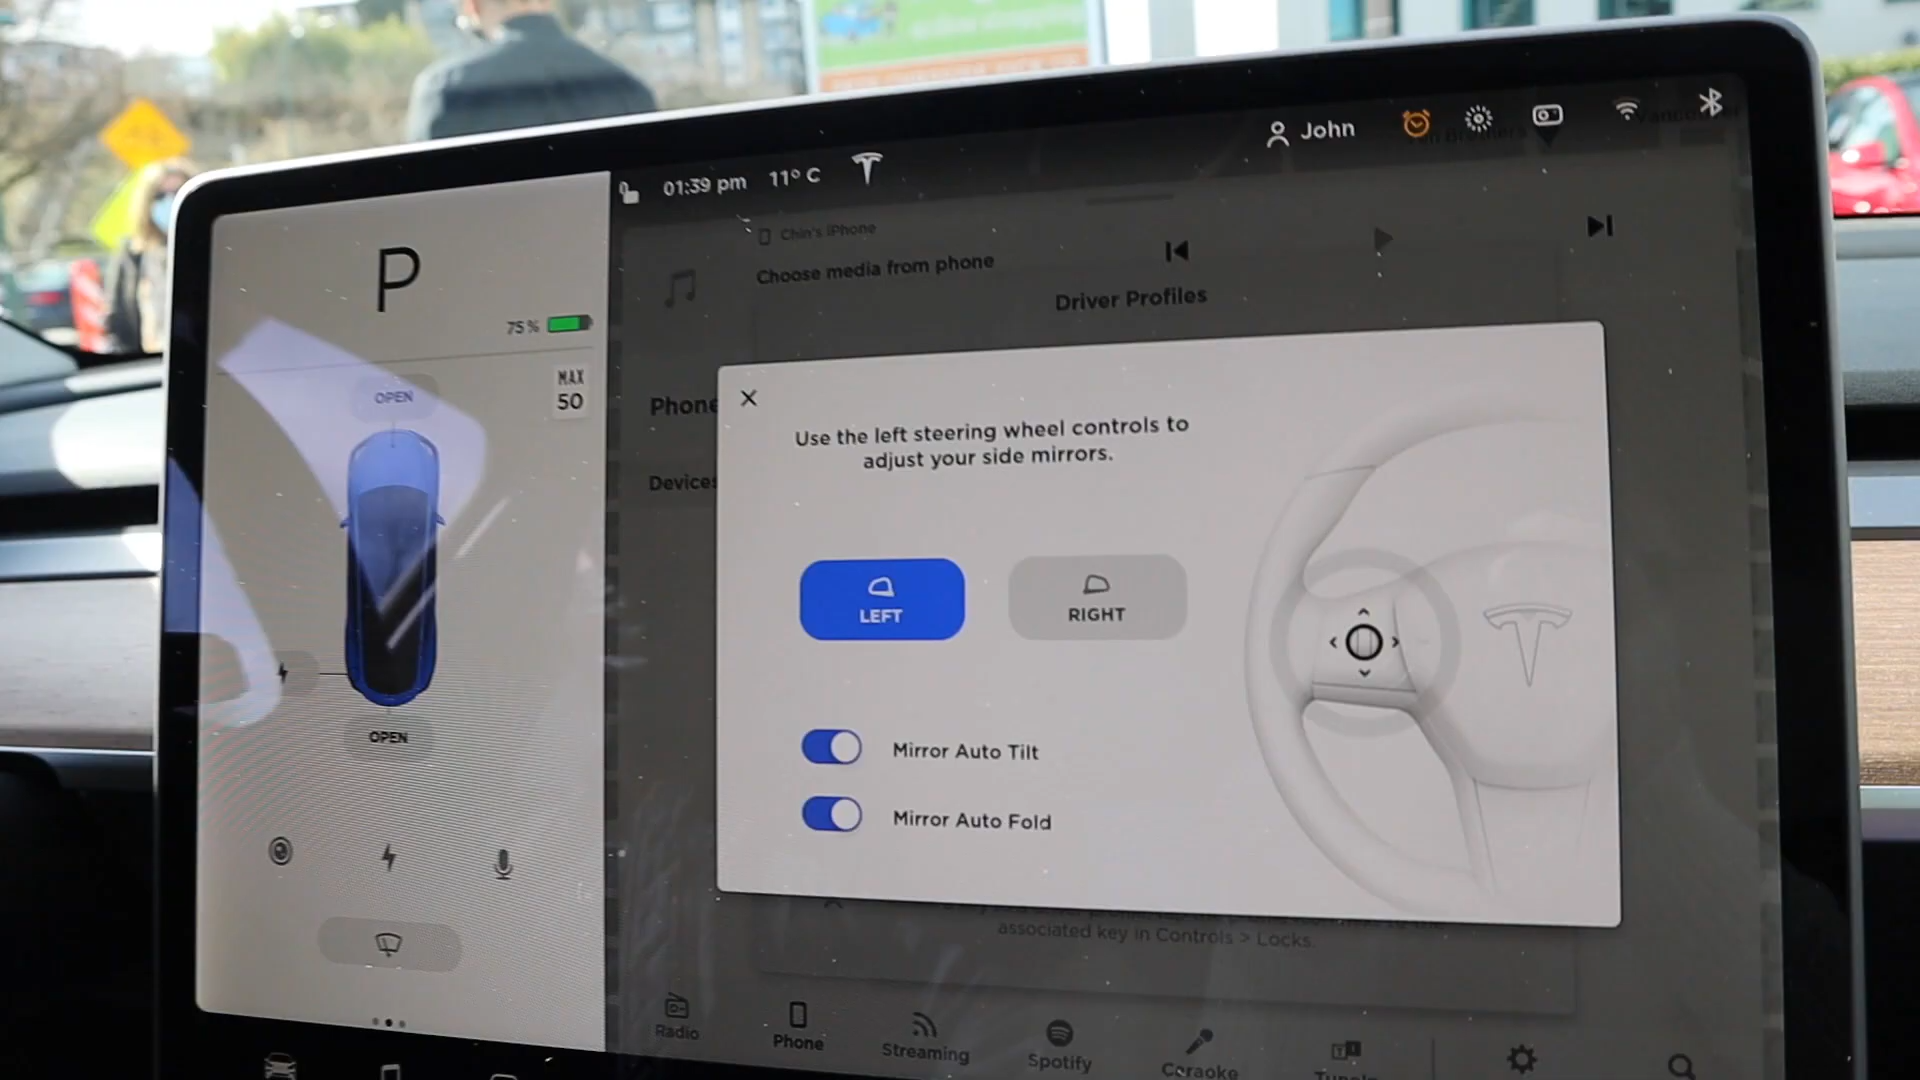 John
01:39 pm 11° C
P
75%
MAX
50
OPEN
OPEN
Chin's iPhone
Choose media from phone
Driver Profiles
Phone
Devices
Use the left steering wheel controls to
adjust your side mirrors.
LEFT
RIGHT
Mirror Auto Tilt
Mirror Auto Fold
associated key in Controls > Locks.
Radio
Phone
Streaming
Spotify
Caraoke